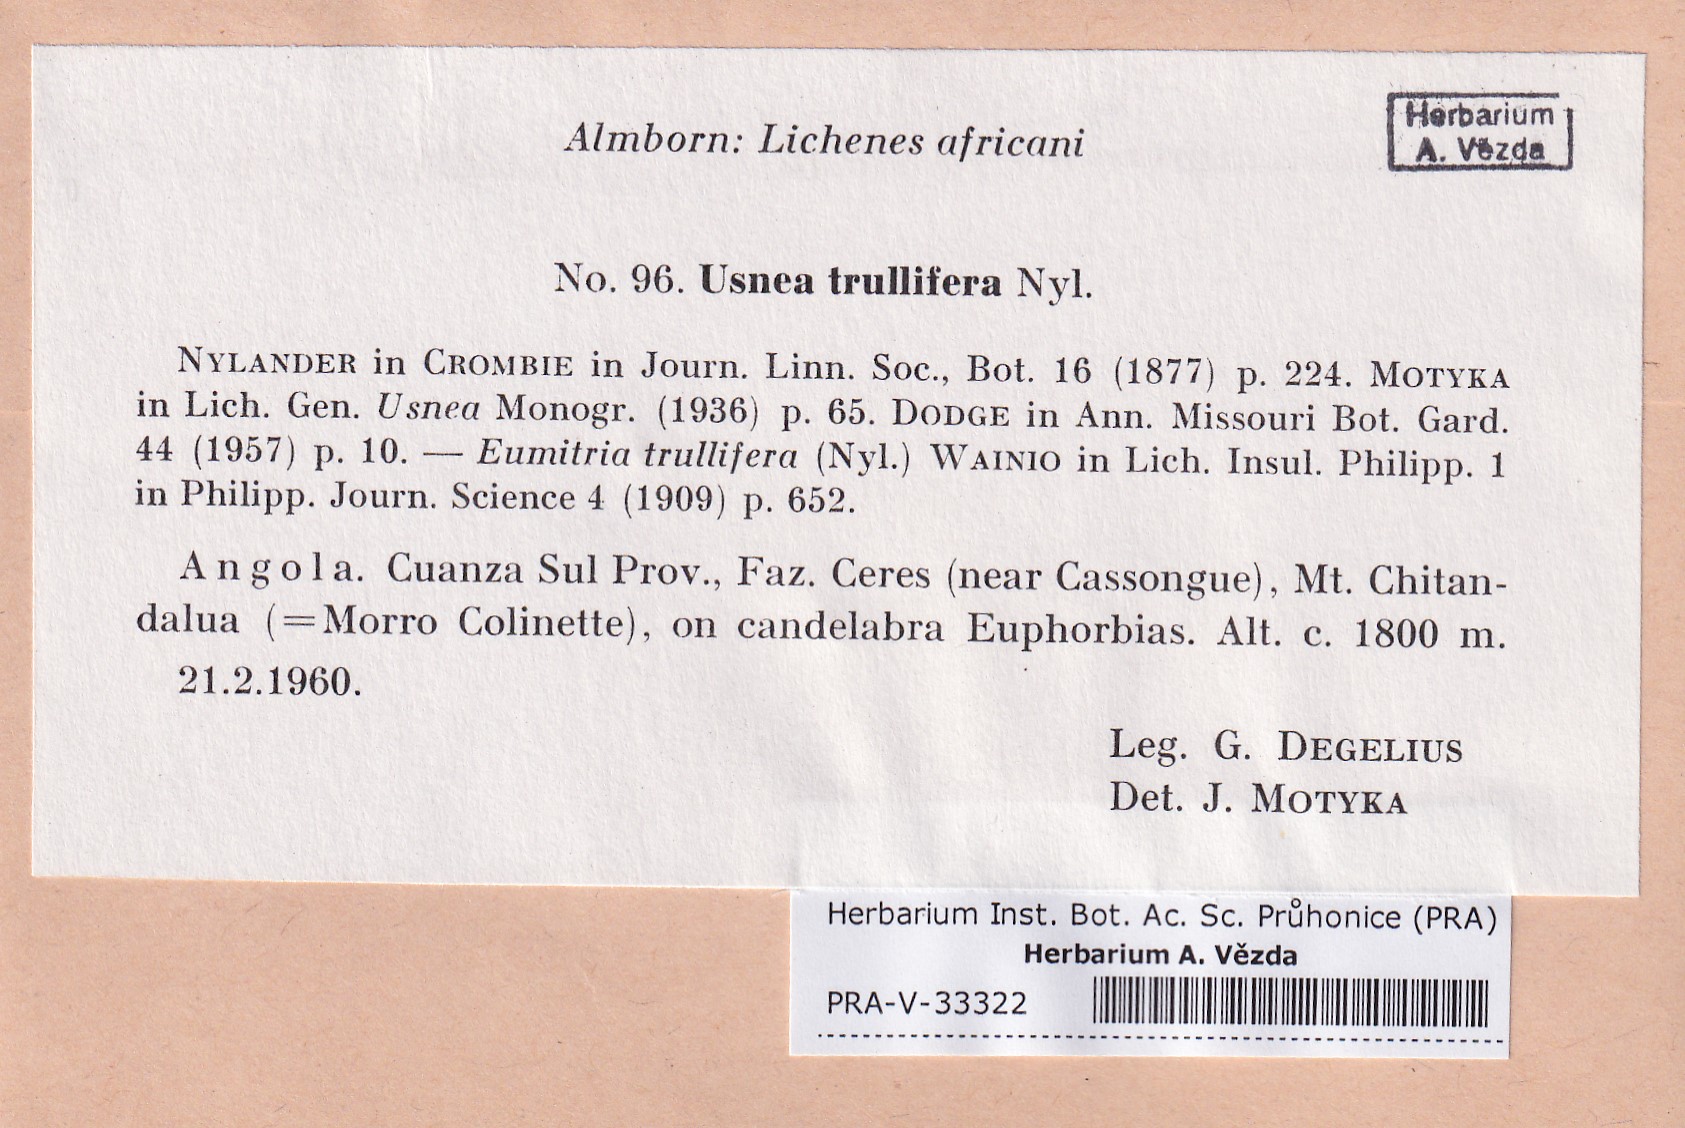 Almborn: Lichenes africani
Herbarium
A. Vězda
No. 96. Usnea trullifera Nyl.
NYLANDER in CROMBIE in Journ. Linn. Soc., Bot. 16 (1877) p. 224. MOTYKA
in Lich. Gen. Usnea Monogr. (1936) p. 65. DODGE in Ann. Missouri Bot. Gard.
44 (1957) p. 10. — Eumitria trullifera (Nyl.) WAINIO in Lich. Insul. Philipp. 1
in Philipp. Journ. Science 4 (1909) p. 652.
Angola. Cuanza Sul Prov., Faz. Ceres (near Cassongue), Mt. Chitan-
dalua (=Morro Colinette), on candelabra Euphorbias. Alt. c. 1800 m.
21.2.1960.
Leg. G. DEGELIUS
Det. J. MOTYKA
Herbarium Inst. Bot. Ac. Sc. Průhonice (PRA)
Herbarium A. Vězda
PRA-V-33322